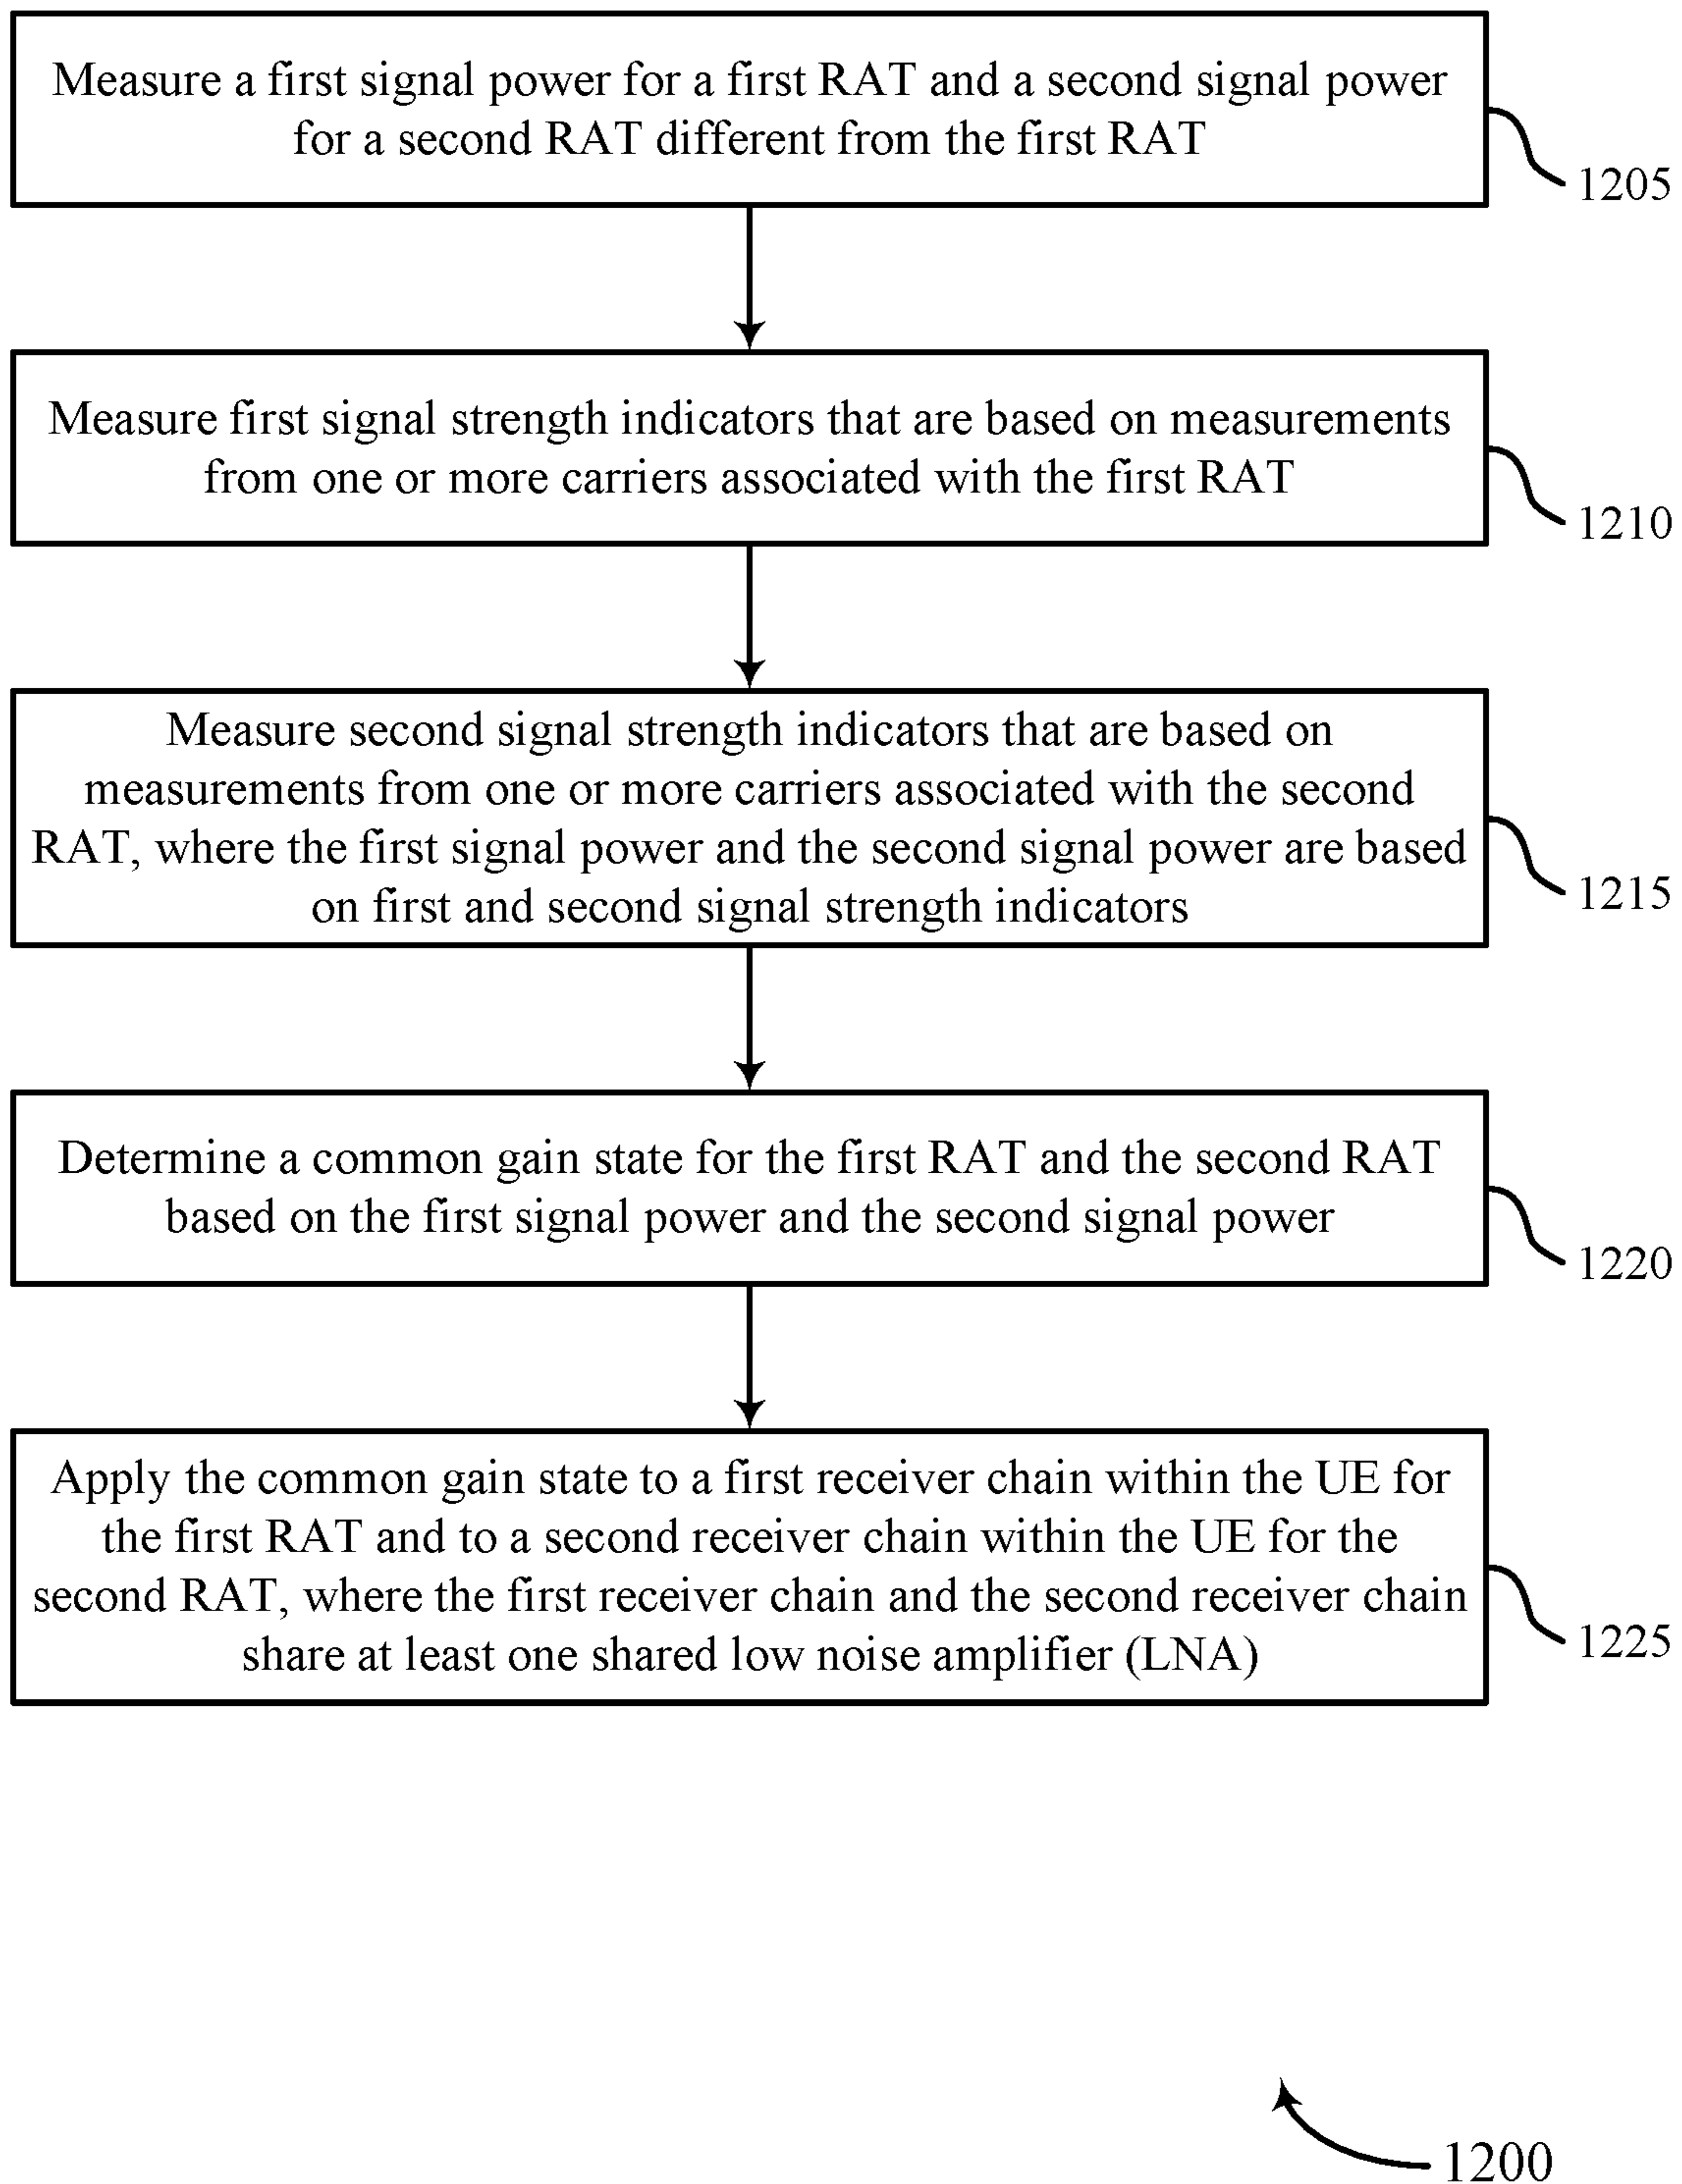 Measure a first signal power for a first RAT and a second signal power
for a second RAT different from the first RAT
1205
Measure first signal strength indicators that are based on measurements
from one or more carriers associated with the first RAT
1210
Measure second signal strength indicators that are based on
measurements from one or more carriers associated with the second
RAT, where the first signal power and the second signal power are based
on first and second signal strength indicators
1215
Determine a common gain state for the first RAT and the second RAT
based on the first signal power and the second signal power
1220
Apply the common gain state to a first receiver chain within the UE for
the first RAT and to a second receiver chain within the UE for the
second RAT, where the first receiver chain and the second receiver chain
share at least one shared low noise amplifier (LNA)
1225
1200